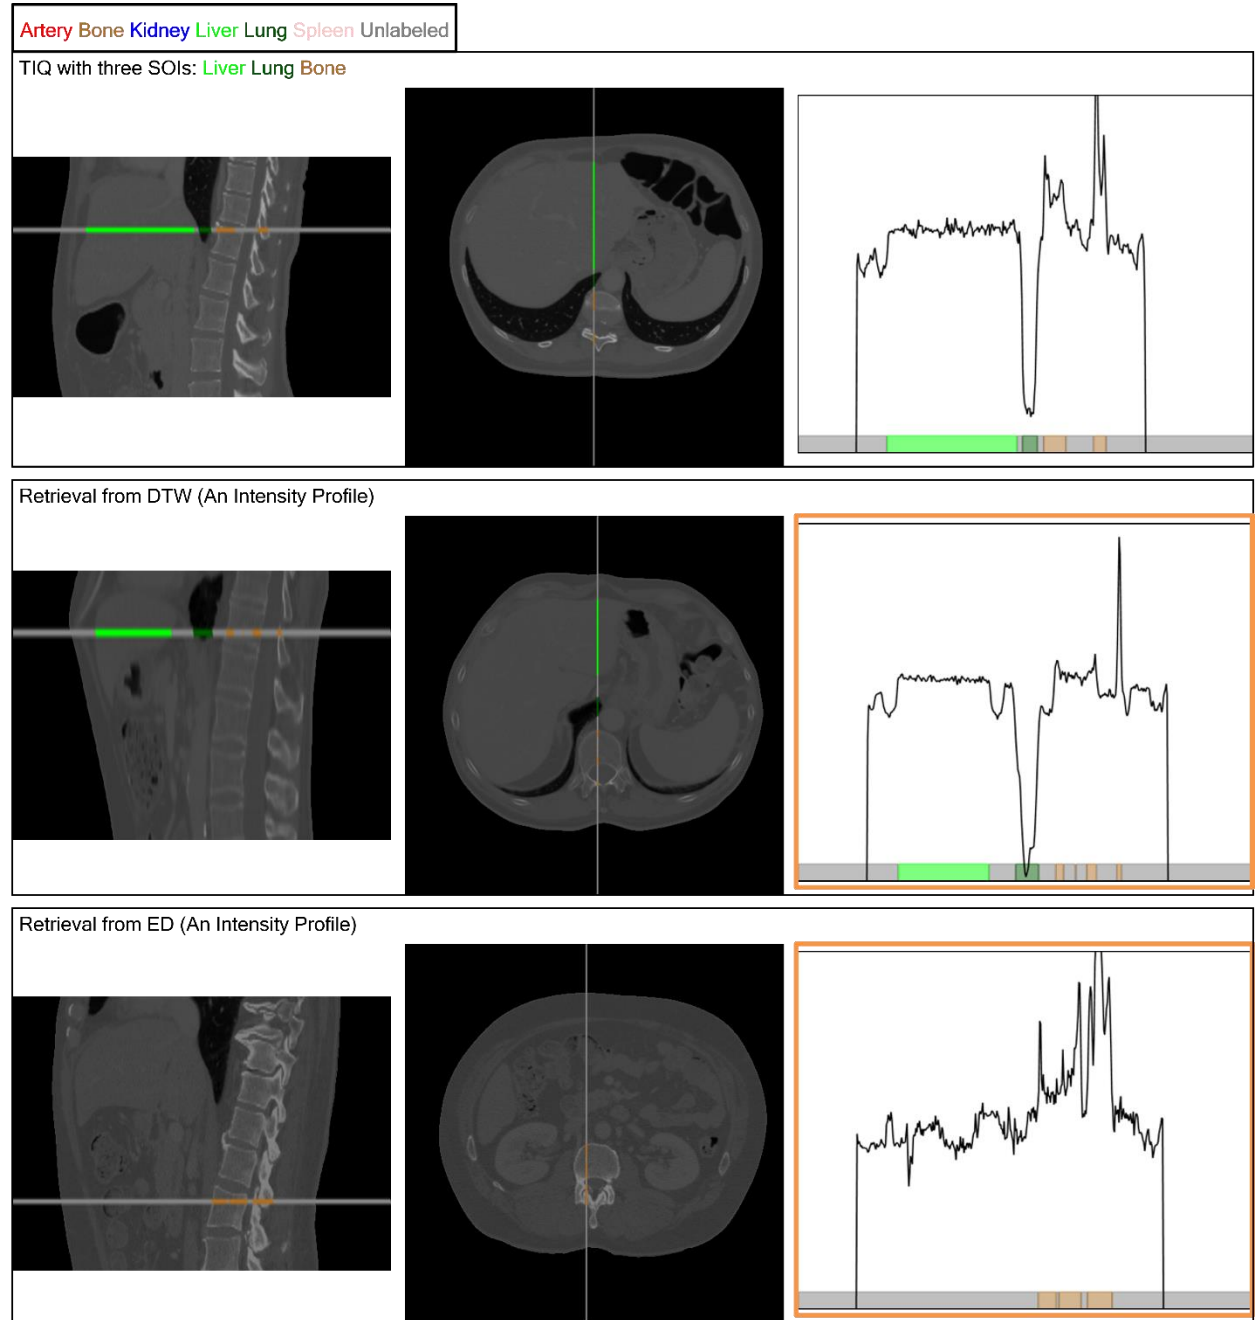 Artery Bone Kidney Liver Lung Spleen Unlabeled
TIQ with three SOIs: Liver Lung Bone
Retrieval from DTW (An Intensity Profile)
Retrieval from ED (An Intensity Profile)